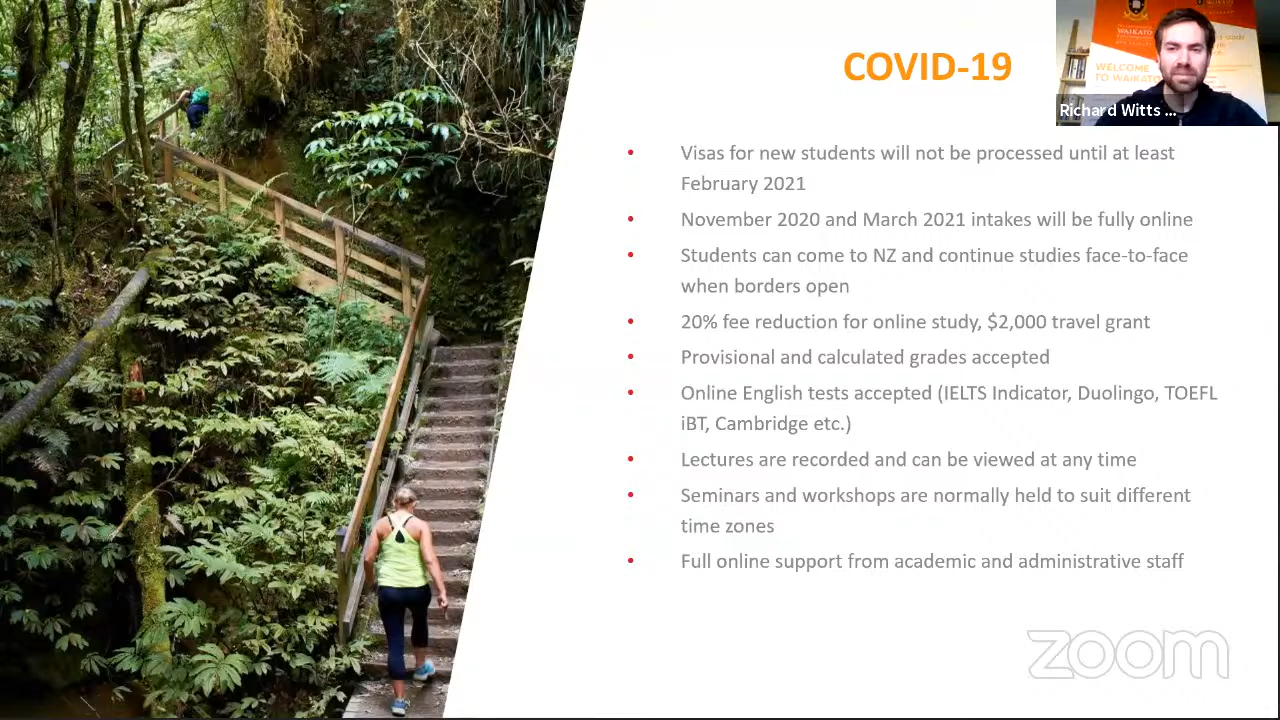 COVID-19
WAIKATO
WELCOME
TO WAIKATO
Richard Witts ...
• Visas for new students will not be processed until at least
February 2021
• November 2020 and March 2021 intakes will be fully online
• Students can come to NZ and continue studies face-to-face
when borders open
• 20% fee reduction for online study, $2,000 travel grant
• Provisional and calculated grades accepted
• Online English tests accepted (IELTS Indicator, Duolingo, TOEFL
iBT, Cambridge etc.)
• Lectures are recorded and can be viewed at any time
• Seminars and workshops are normally held to suit different
time zones
• Full online support from academic and administrative staff
zoom